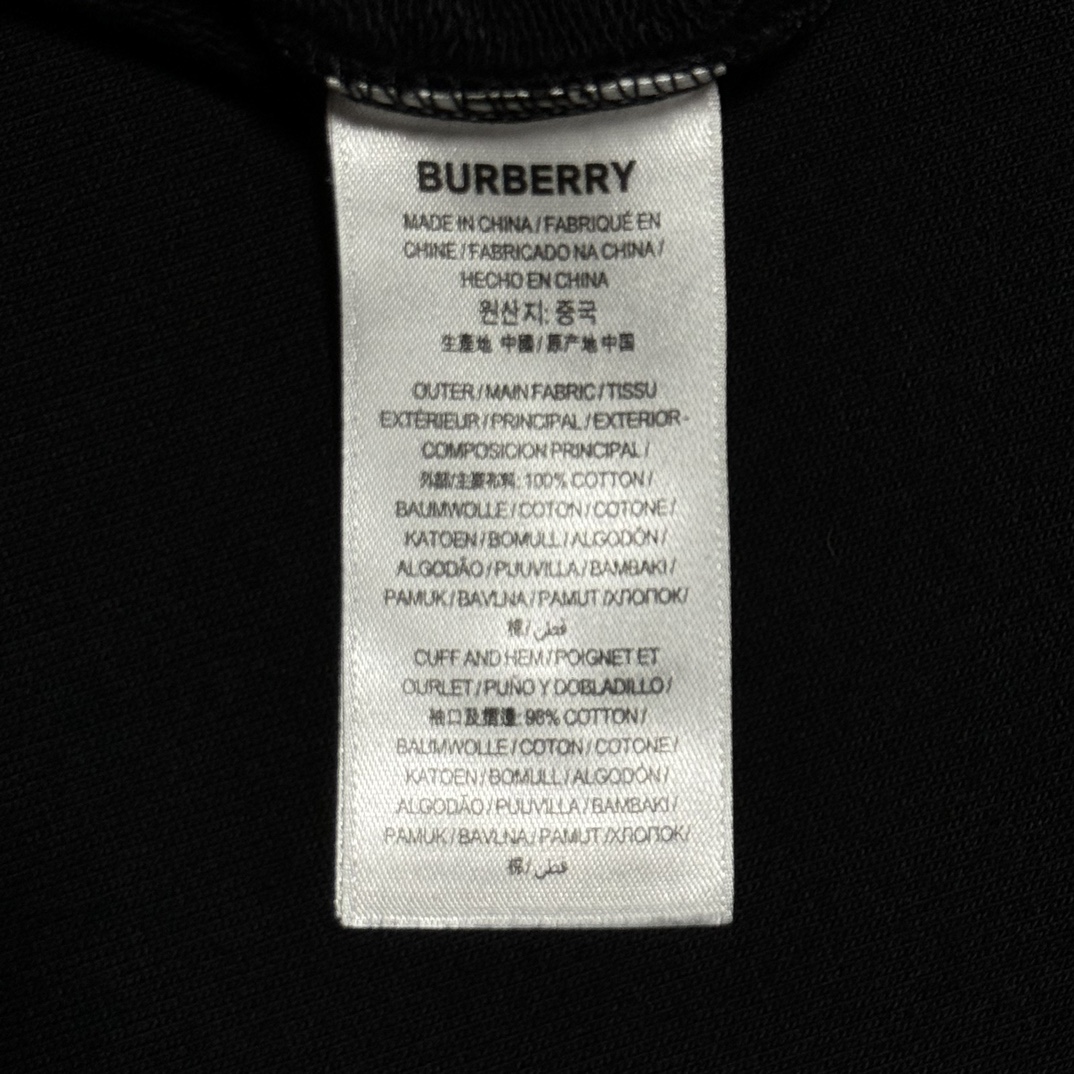 BURBERRY
MADE IN CHINA / FABRIQUÉ EN
CHINE / FABRICADO NA CHINA /
HECHO EN CHINA
원산지: 중국
生產地 中國 / 原产地 中国
OUTER / MAIN FABRIC / TISSU
EXTÉRIEUR / PRINCIPAL / EXTERIOR-
COMPOSICION PRINCIPAL /
外部/主要布料: 100% COTTON /
BAUMWOLLE / COTON / COTONE /
KATOEN / BOMULL / ALGODÓN /
ALGODÃO / PUUVILLA / BAMBAKI /
PAMUK / BAVLNA / PAMUT /ХЛОПОК/
棉 / قطن
CUFF AND HEM / POIGNET ET
OURLET / PUÑO Y DOBLADILLO /
袖口及摺邊: 98% COTTON /
BAUMWOLLE / COTON / COTONE /
KATOEN / BOMULL / ALGODÓN /
ALGODÃO / PUUVILLA / BAMBAKI /
PAMUK / BAVLNA / PAMUT /ХЛОПОК/
棉 / قطن